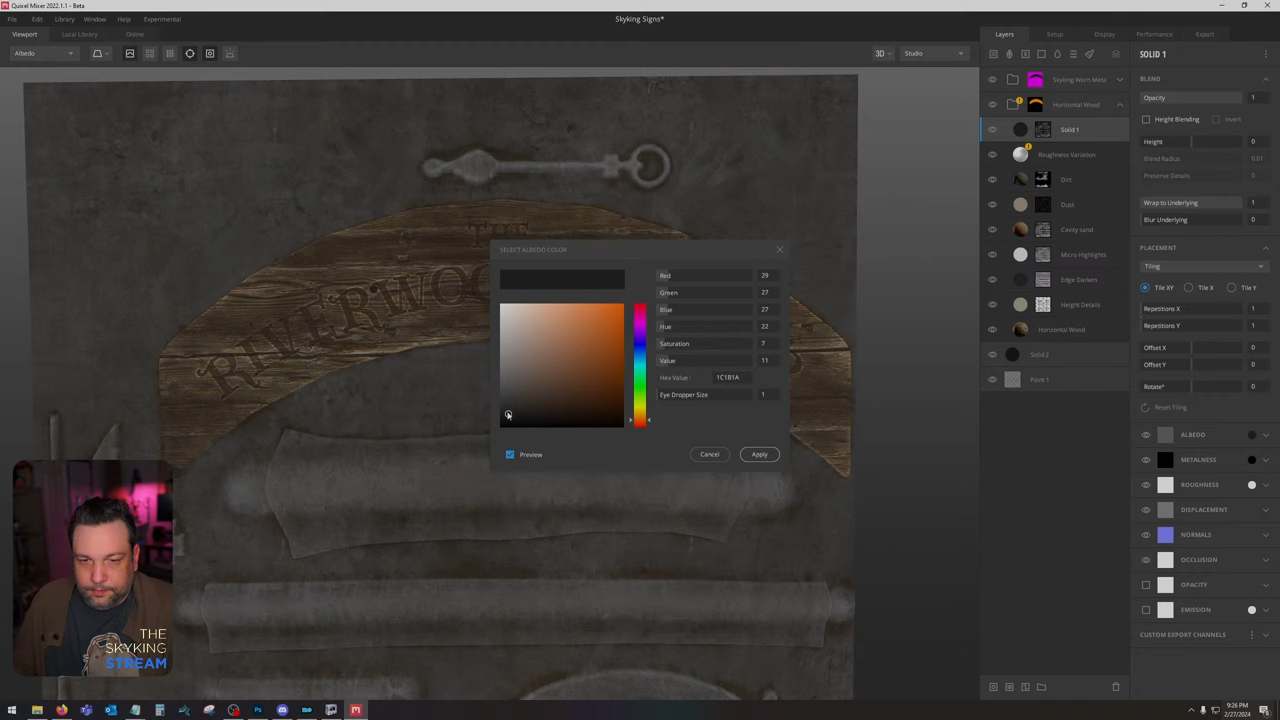 Quixel Mixer 2022.1.1 - Rebellion
File Edit Library Window Help Experimental
Skyking Signs*
Viewport Local Library Online
Albedo
3D Studio
Layers Setup Display Performance Export
Skyking Worn Meta
Horizontal Wood
Solid 1
Roughness Variation
Dirt
Dust
Cavity sand
Micro Highlights
Edge Darken
Height Details
Horizontal Wood
Solid 2
Paint 1
SOLID 1
BLEND
Opacity 1
Height Blending Invert
Height 0
Blend Radius 0.01
Preserve Details
Wrap to Underlying 1
Blur Underlying 0
PLACEMENT
Tiling
Tile XY Tile X Tile Y
Repetitions X 1
Repetitions Y 1
Offset X 0
Offset Y 0
Rotate° 0
Reset Tiling
ALBEDO
METALNESS
ROUGHNESS
DISPLACEMENT
NORMALS
OCCLUSION
OPACITY
EMISSION
CUSTOM EXPORT CHANNELS
SELECT ALBEDO COLOR
Red 29
Green 27
Blue 27
Hue 22
Saturation 7
Value 11
Hex Value : 1C1B1A
Eye Dropper Size 1
Preview
Cancel Apply
RIVERWOO
THE
SKYKING
STREAM
9:26 PM
2/27/2024